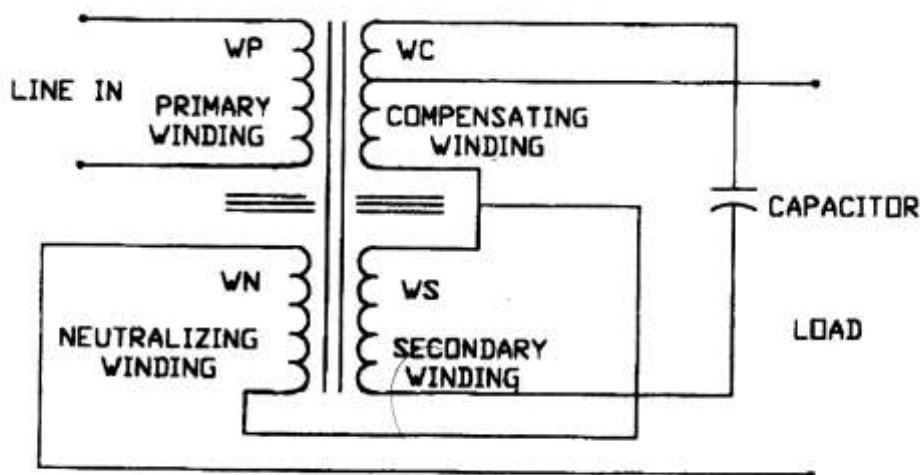 WP
WC
LINE IN
PRIMARY
WINDING
COMPENSATING
WINDING
CAPACITOR
WN
WS
NEUTRALIZING
WINDING
SECONDARY
WINDING
LOAD